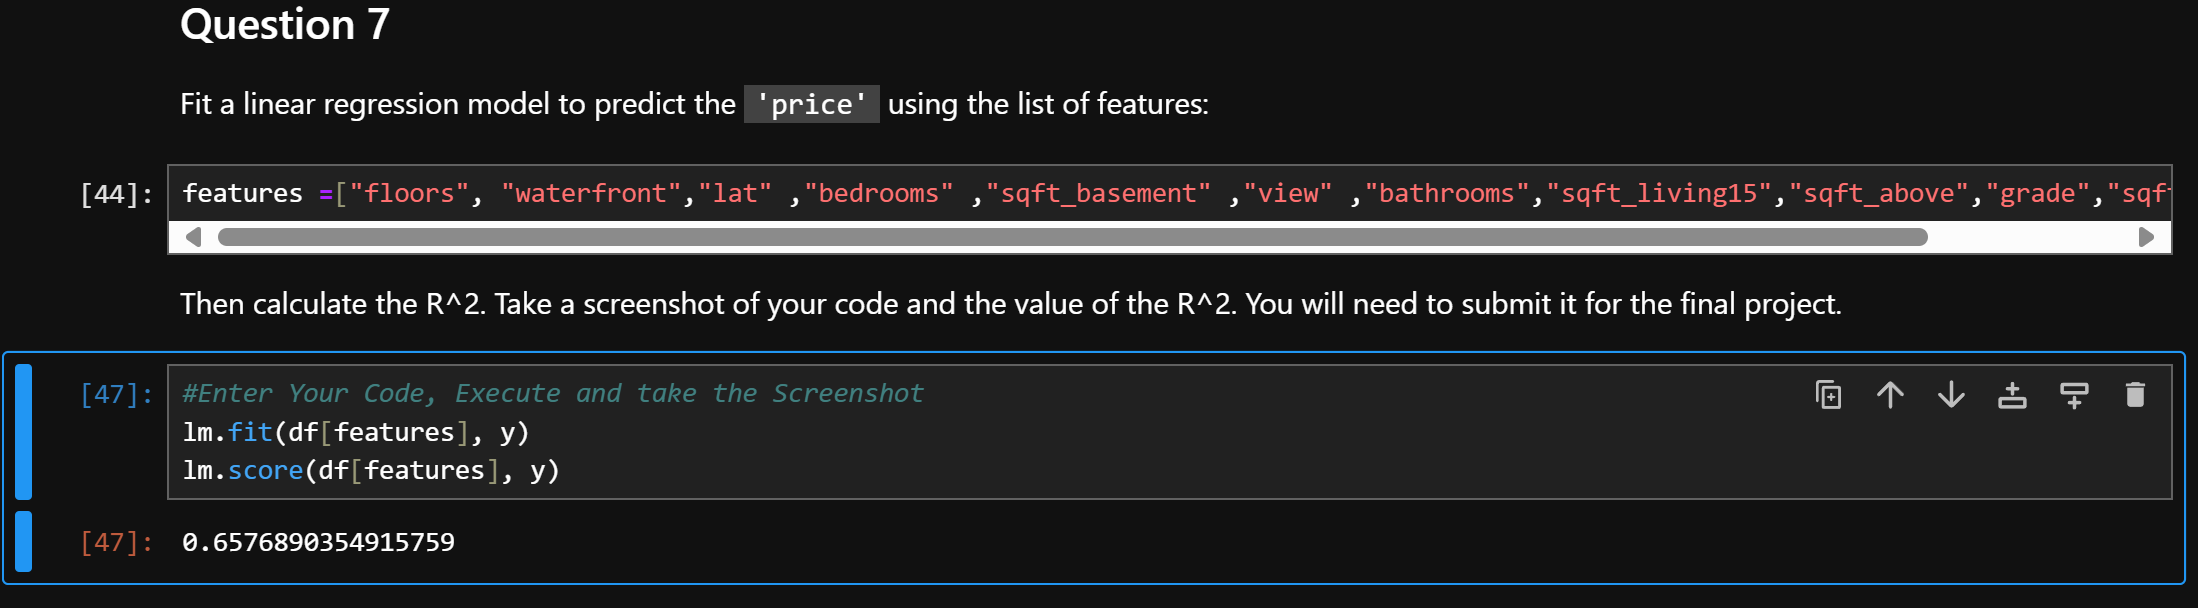 Question 7
Fit a linear regression model to predict the 'price' using the list of features:
[44]: features =["floors", "waterfront","lat" ,"bedrooms" ,"sqft_basement" ,"view" ,"bathrooms","sqft_living15","sqft_above","grade","sqf
Then calculate the R^2. Take a screenshot of your code and the value of the R^2. You will need to submit it for the final project.
[47]: #Enter Your Code, Execute and take the Screenshot
lm.fit(df[features], y)
lm.score(df[features], y)
[47]: 0.6576890354915759